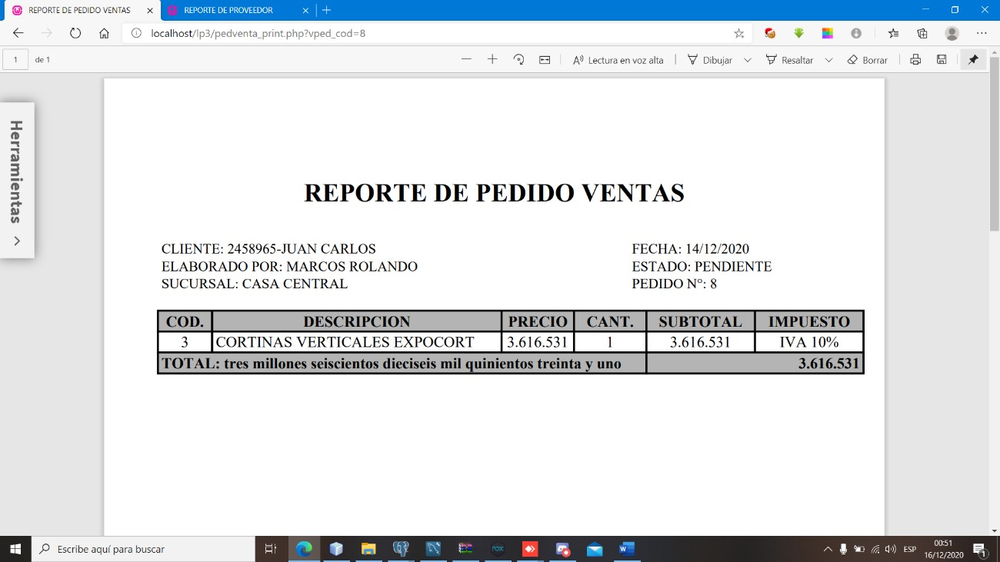 REPORTE DE PEDIDO VENTAS
REPORTE DE PROVEEDOR
localhost/lp3/pedventa_print.php?vped_cod=8
1 de 1
Lectura en voz alta Dibujar Resaltar Borrar
Herramientas
REPORTE DE PEDIDO VENTAS
CLIENTE: 2458965-JUAN CARLOS FECHA: 14/12/2020
ELABORADO POR: MARCOS ROLANDO ESTADO: PENDIENTE
SUCURSAL: CASA CENTRAL PEDIDO N°: 8
COD. DESCRIPCION PRECIO CANT. SUBTOTAL IMPUESTO
3 CORTINAS VERTICALES EXPOCORT 3.616.531 1 3.616.531 IVA 10%
TOTAL: tres millones seiscientos dieciseis mil quinientos treinta y uno 3.616.531
Escribe aquí para buscar
nox
ESP
00:51
16/12/2020
1